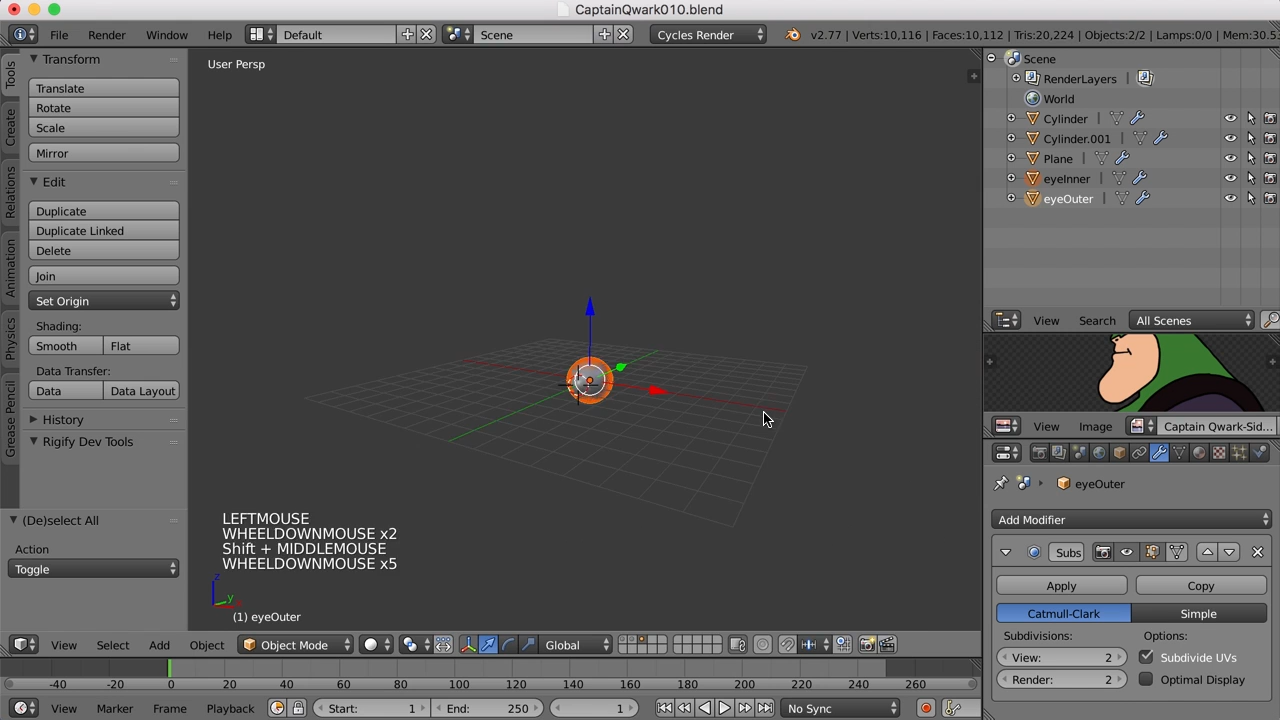 CaptainQwark010.blend
File Render Window Help Default Scene Cycles Render v2.77 | Verts:10,116 | Faces:10,112 | Tris:20,224 | Objects:2/2 | Lamps:0/0 | Mem:30.5
Tools
Create
Relations
Animation
Physics
Grease Pencil
Transform
Translate
Rotate
Scale
Mirror
Edit
Duplicate
Duplicate Linked
Delete
Join
Set Origin
Shading:
Smooth Flat
Data Transfer:
Data Data Layout
History
Rigify Dev Tools
(De)select All
Action
Toggle
User Persp
LEFTMOUSE
WHEELDOWNMOUSE x2
Shift + MIDDLEMOUSE
WHEELDOWNMOUSE x5
z
y
(1) eyeOuter
View Select Add Object Object Mode Global
-40 -20 0 20 40 60 80 100 120 140 160 180 200 220 240 260
View Marker Frame Playback Start: 1 End: 250 1 No Sync
Scene
RenderLayers |
World
Cylinder |
Cylinder.001 |
Plane |
eyeInner |
eyeOuter |
View Search All Scenes
View Image Captain Qwark-Sid...
eyeOuter
Add Modifier
Subs
Apply Copy
Catmull-Clark Simple
Subdivisions: Options:
View: 2 Subdivide UVs
Render: 2 Optimal Display